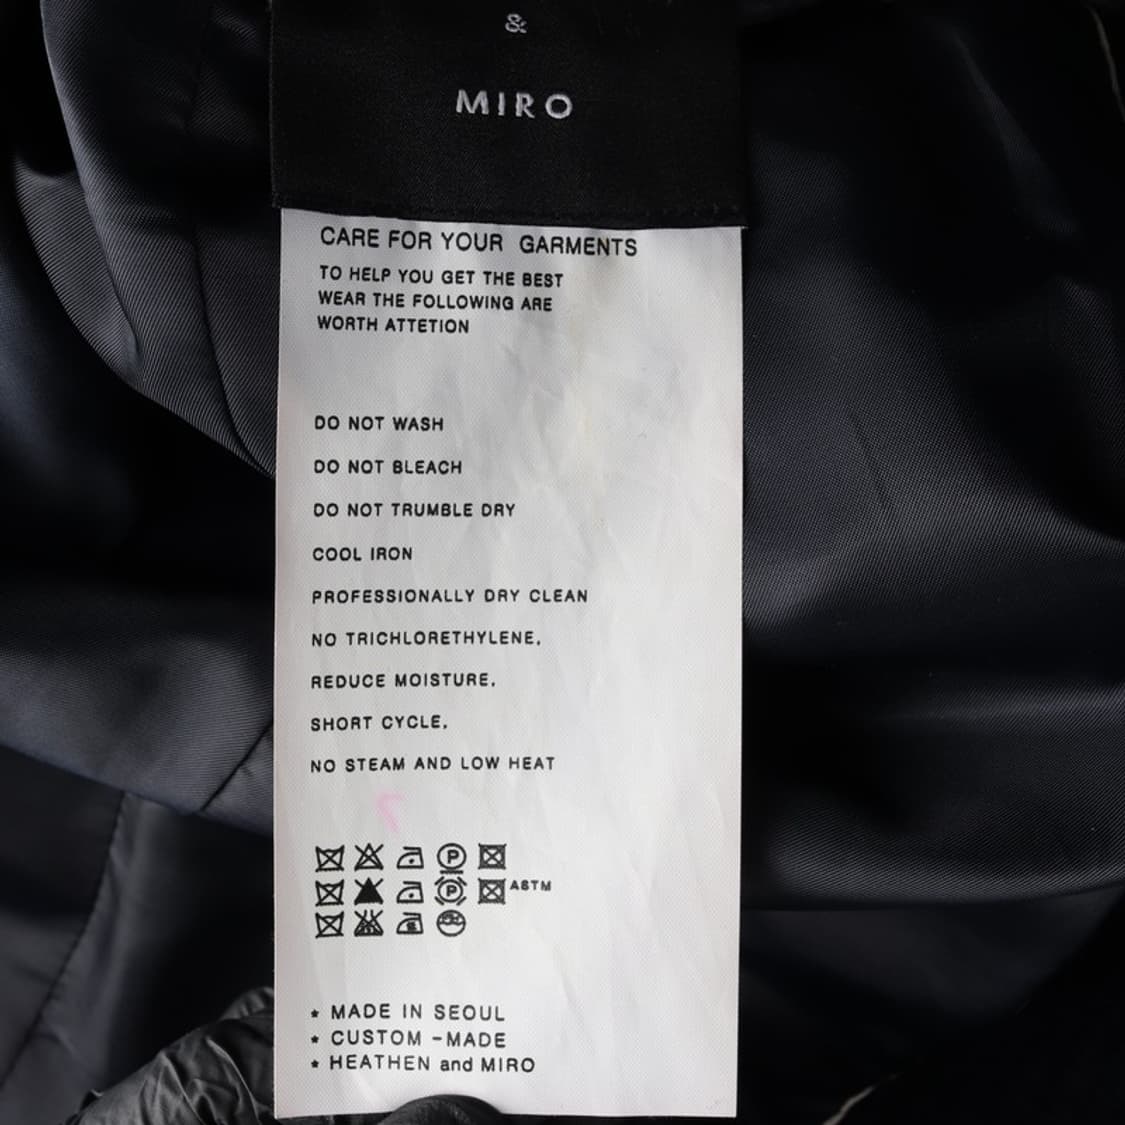 &
MIRO
CARE FOR YOUR GARMENTS
TO HELP YOU GET THE BEST
WEAR THE FOLLOWING ARE
WORTH ATTETION
DO NOT WASH
DO NOT BLEACH
DO NOT TRUMBLE DRY
COOL IRON
PROFESSIONALLY DRY CLEAN
NO TRICHLORETHYLENE,
REDUCE MOISTURE,
SHORT CYCLE,
NO STEAM AND LOW HEAT
P
P ASTM
* MADE IN SEOUL
* CUSTOM -MADE
* HEATHEN and MIRO